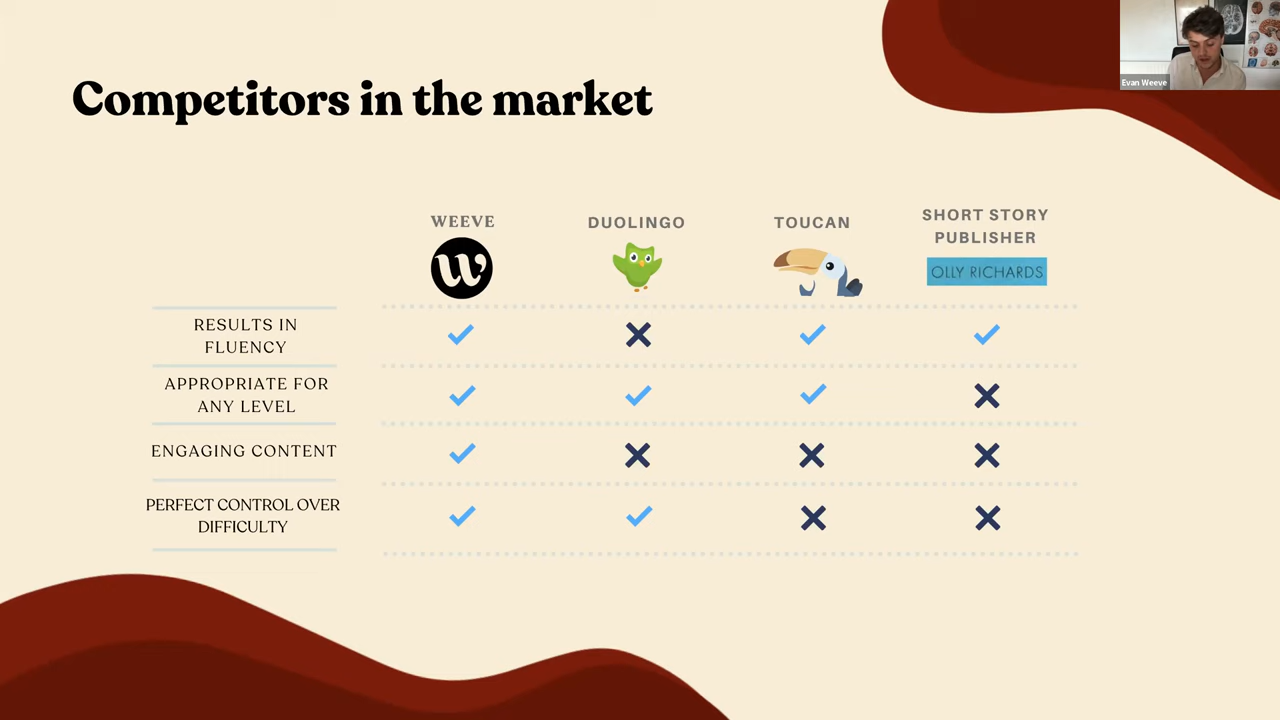 Evan Weeve
Competitors in the market
WEEVE
DUOLINGO
TOUCAN
SHORT STORY
PUBLISHER
W
OLLY RICHARDS
RESULTS IN
FLUENCY
APPROPRIATE FOR
ANY LEVEL
ENGAGING CONTENT
PERFECT CONTROL OVER
DIFFICULTY